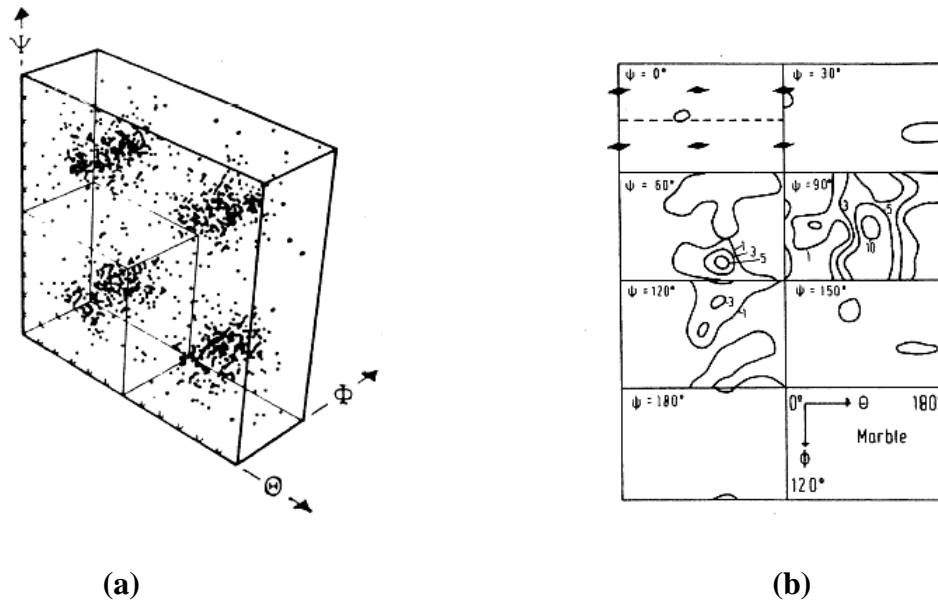 Ψ
Φ
Θ
(a)
ψ = 0°
ψ = 30°
ψ = 60°
1
3
5
ψ = 90°
3
5
10
1
ψ = 120°
3
1
ψ = 150°
ψ = 180°
0° Θ 180
Φ
Marble
120°
(b)